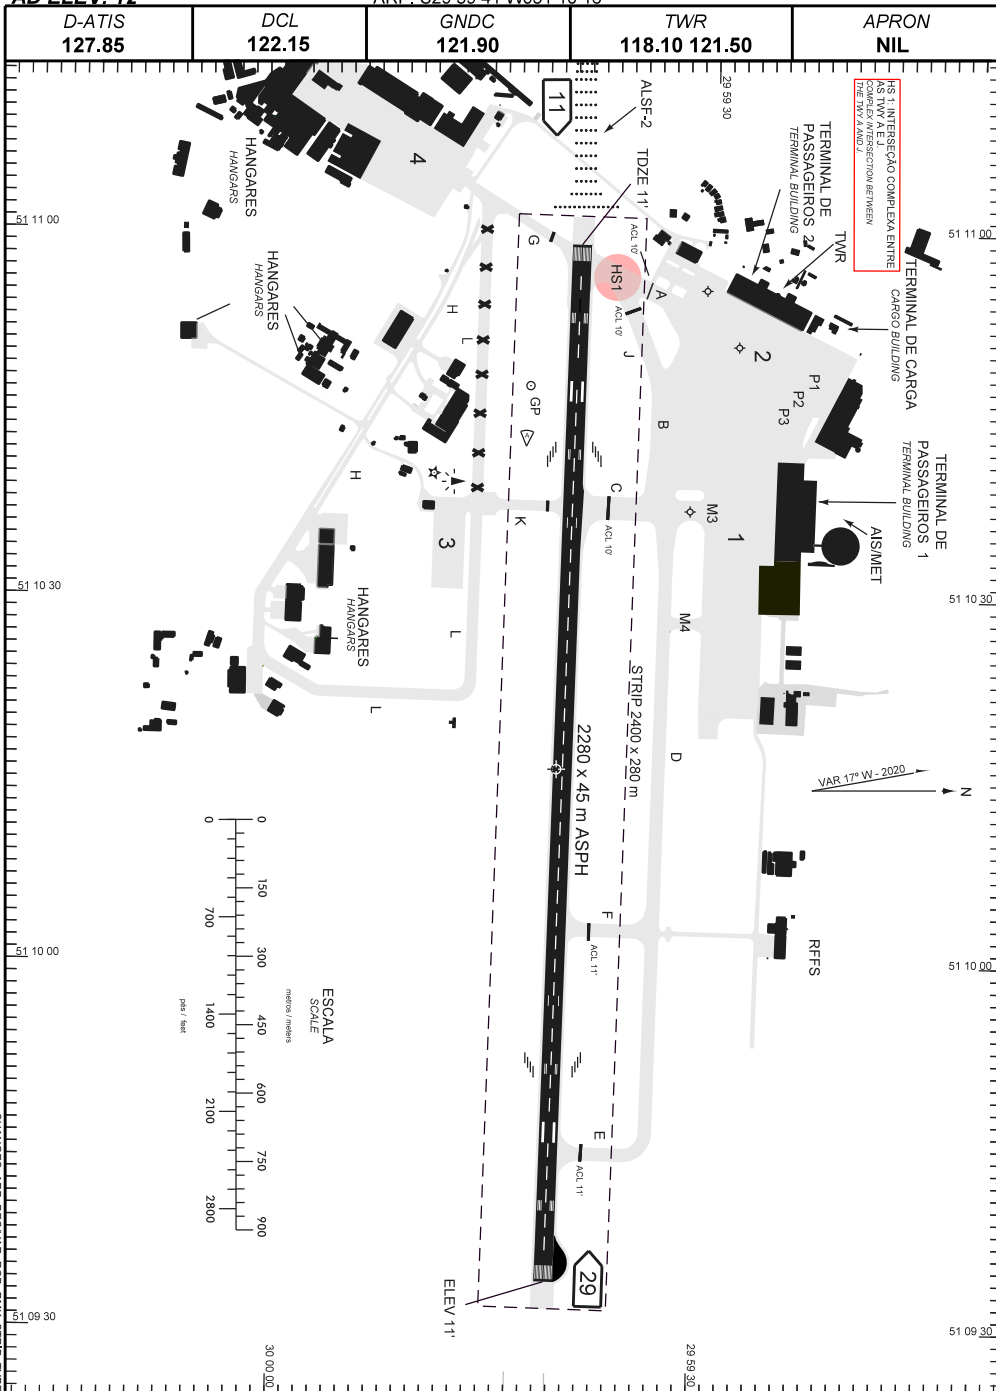 D-ATIS
127.85
DCL
122.15
GNDC
121.90
TWR
118.10 121.50
APRON
NIL
HS 1: INTERSEÇÃO COMPLEXA ENTRE
AS TWY A E J.
COMPLEX INTERSECTION BETWEEN
THE TWY A AND J.
29 59 30
11
ALSF-2
TDZE 11'
TERMINAL DE
PASSAGEIROS 2
TERMINAL BUILDING
TWR
TERMINAL DE CARGA
CARGO BUILDING
HANGARES
HANGARS
4
51 11 00
51 11 00
G
ACL 10'
HS1
A
ACL 10'
J
2
HANGARES
HANGARS
H
L
GP
B
P1
P2
P3
TERMINAL DE
PASSAGEIROS 1
TERMINAL BUILDING
AIS/MET
H
K
C
ACL 10'
M3
1
3
51 10 30
51 10 30
HANGARES
HANGARS
L
L
M4
STRIP 2400 x 280 m
2280 x 45 m ASPH
D
VAR 17º W - 2020
N
F
ACL 11'
RFFS
51 10 00
51 10 00
ESCALA
SCALE
metros / meters
0
150
300
450
600
750
900
pés / feet
0
700
1400
2100
2800
E
ACL 11'
29
ELEV 11'
51 09 30
51 09 30
30 00 00
29 59 30